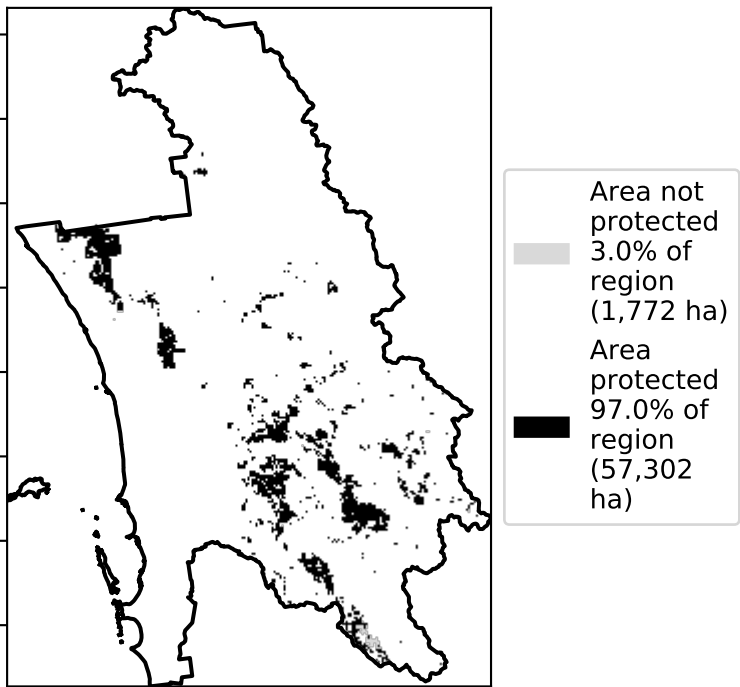 Area not
protected
3.0% of
region
(1,772 ha)
Area
protected
97.0% of
region
(57,302
ha)